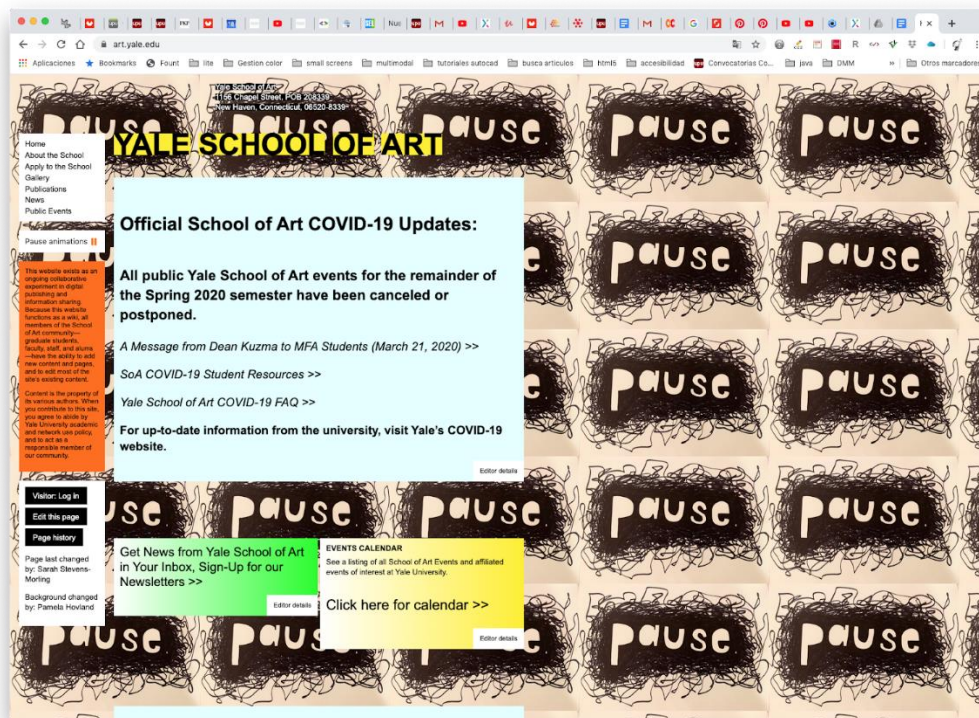 Nu:
art.yale.edu
Aplicaciones
Bookmarks
Fount
lite
Gestion color
small screens
multimodal
tutoriales autocad
busca articulos
html5
accesibilidad
Convocatorias Co...
java
DMM
»
Otros marcadores
Yale School of Art
1156 Chapel Street, POB 208339
New Haven, Connecticut, 06520-8339
YALE SCHOOL OF ART
Home
About the School
Apply to the School
Gallery
Publications
News
Public Events
Pause animations
This website exists as an
ongoing collaborative
experiment in digital
publishing and
information sharing.
Because this website
functions as a wiki, all
members of the School
of Art community—
graduate students,
faculty, staff, and alums
—have the ability to add
new content and pages,
and to edit most of the
site's existing content.
Content is the property of
its various authors. When
you contribute to this site,
you agree to abide by
Yale University academic
and network use policy,
and to act as a
responsible member of
our community.
Visitor: Log in
Edit this page
Page history
Page last changed
by: Sarah Stevens-
Morling
Background changed
by: Pamela Hovland
Official School of Art COVID-19 Updates:
All public Yale School of Art events for the remainder of
the Spring 2020 semester have been canceled or
postponed.
A Message from Dean Kuzma to MFA Students (March 21, 2020) >>
SoA COVID-19 Student Resources >>
Yale School of Art COVID-19 FAQ >>
For up-to-date information from the university, visit Yale's COVID-19
website.
Editor details
Get News from Yale School of Art
in Your Inbox, Sign-Up for our
Newsletters >>
Editor details
EVENTS CALENDAR
See a listing of all School of Art Events and affiliated
events of interest at Yale University.
Click here for calendar >>
Editor details
pause
pause
pause
pause
pause
pause
pause
pause
pause
pause
pause
pause
pause
pause